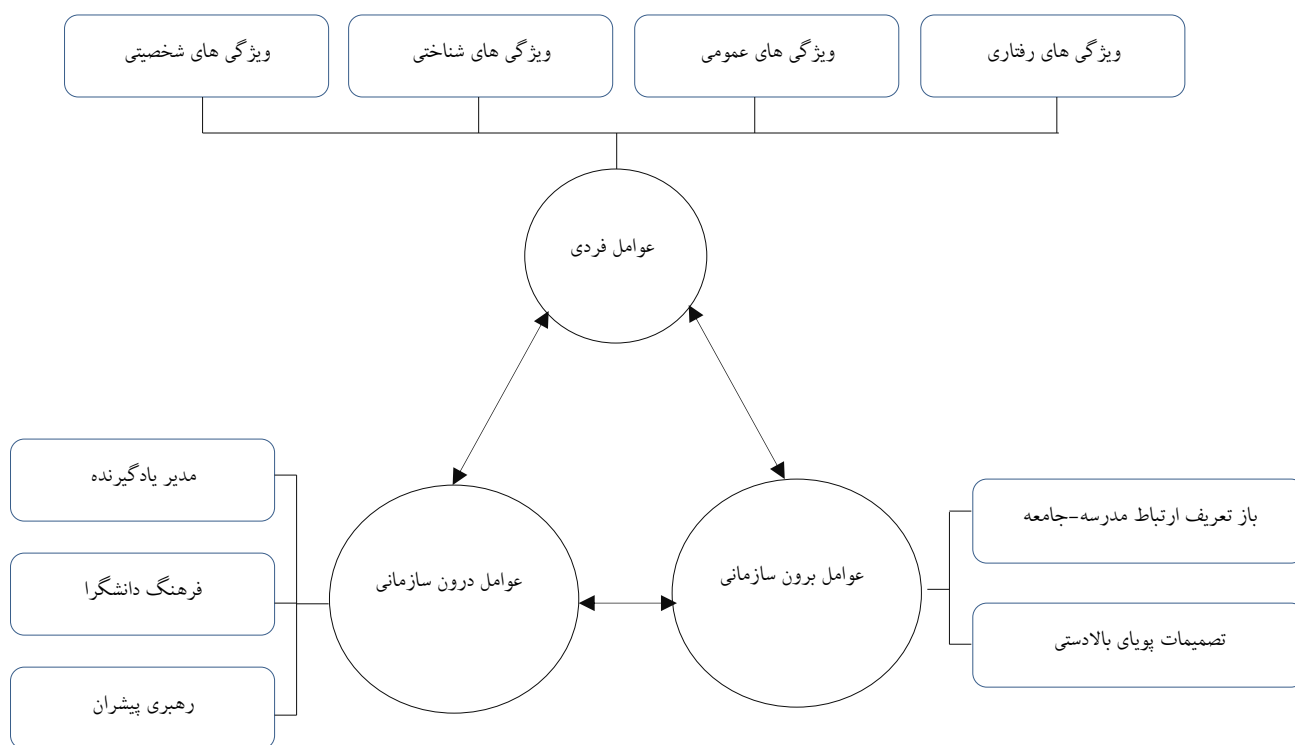 ویژگی های رفتاری
ویژگی های عمومی
ویژگی های شناختی
ویژگی های شخصیتی
عوامل فردی
عوامل برون سازمانی
عوامل درون سازمانی
باز تعریف ارتباط مدرسه-جامعه
تصمیمات پویای بالادستی
مدیر یادگیرنده
فرهنگ دانشگرا
رهبری پیشران